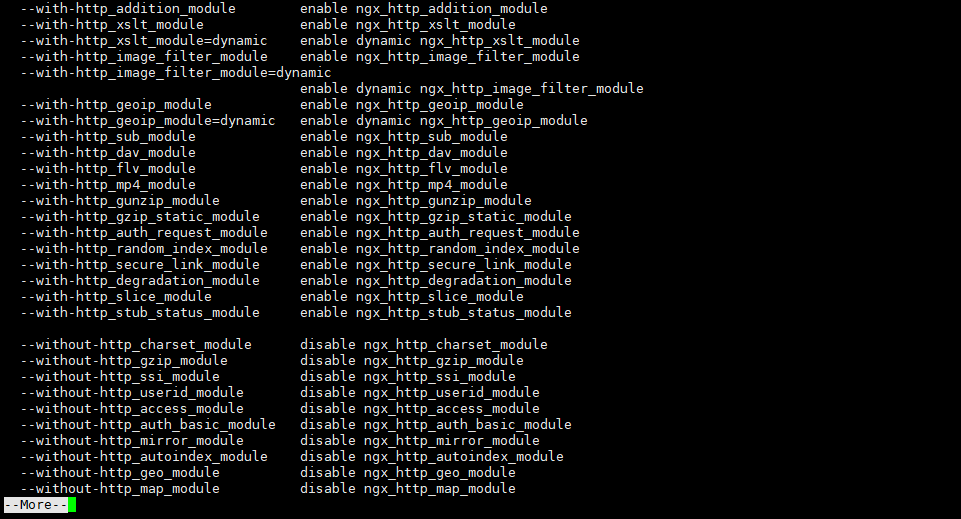 --with-http_addition_module        enable ngx_http_addition_module
--with-http_xslt_module            enable ngx_http_xslt_module
--with-http_xslt_module=dynamic    enable dynamic ngx_http_xslt_module
--with-http_image_filter_module    enable ngx_http_image_filter_module
--with-http_image_filter_module=dynamic
                                   enable dynamic ngx_http_image_filter_module
--with-http_geoip_module           enable ngx_http_geoip_module
--with-http_geoip_module=dynamic   enable dynamic ngx_http_geoip_module
--with-http_sub_module             enable ngx_http_sub_module
--with-http_dav_module             enable ngx_http_dav_module
--with-http_flv_module             enable ngx_http_flv_module
--with-http_mp4_module             enable ngx_http_mp4_module
--with-http_gunzip_module          enable ngx_http_gunzip_module
--with-http_gzip_static_module     enable ngx_http_gzip_static_module
--with-http_auth_request_module    enable ngx_http_auth_request_module
--with-http_random_index_module    enable ngx_http_random_index_module
--with-http_secure_link_module     enable ngx_http_secure_link_module
--with-http_degradation_module     enable ngx_http_degradation_module
--with-http_slice_module           enable ngx_http_slice_module
--with-http_stub_status_module     enable ngx_http_stub_status_module

--without-http_charset_module      disable ngx_http_charset_module
--without-http_gzip_module         disable ngx_http_gzip_module
--without-http_ssi_module          disable ngx_http_ssi_module
--without-http_userid_module       disable ngx_http_userid_module
--without-http_access_module       disable ngx_http_access_module
--without-http_auth_basic_module   disable ngx_http_auth_basic_module
--without-http_mirror_module       disable ngx_http_mirror_module
--without-http_autoindex_module    disable ngx_http_autoindex_module
--without-http_geo_module          disable ngx_http_geo_module
--without-http_map_module          disable ngx_http_map_module
--More--